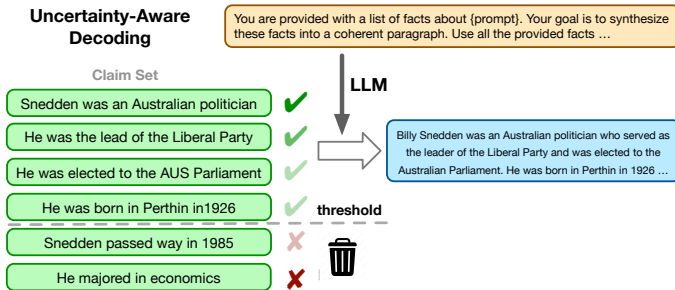 Uncertainty-Aware
Decoding
You are provided with a list of facts about {prompt}. Your goal is to synthesize
these facts into a coherent paragraph. Use all the provided facts ...
Claim Set
LLM
Snedden was an Australian politician
He was the lead of the Liberal Party
He was elected to the AUS Parliament
He was born in Perthin in1926
threshold
Snedden passed way in 1985
He majored in economics
Billy Snedden was an Australian politician who served as
the leader of the Liberal Party and was elected to the
Australian Parliament. He was born in Perthin in 1926 ...